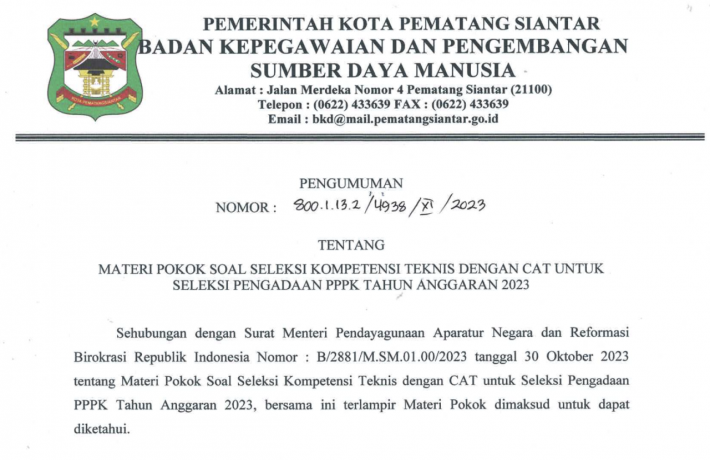 PEMERINTAH KOTA PEMATANG SIANTAR
BADAN KEPEGAWAIAN DAN PENGEMBANGAN
SUMBER DAYA MANUSIA
Alamat : Jalan Merdeka Nomor 4 Pematang Siantar (21100)
Telepon : (0622) 433639 FAX : (0622) 433639
Email : bkd@mail.pematangsiantar.go.id
KOTA PEMATANGSIANTAR
PENGUMUMAN
NOMOR : 800.1.13.2/4938/XI/2023
TENTANG
MATERI POKOK SOAL SELEKSI KOMPETENSI TEKNIS DENGAN CAT UNTUK
SELEKSI PENGADAAN PPPK TAHUN ANGGARAN 2023
Sehubungan dengan Surat Menteri Pendayagunaan Aparatur Negara dan Reformasi
Birokrasi Republik Indonesia Nomor : B/2881/M.SM.01.00/2023 tanggal 30 Oktober 2023
tentang Materi Pokok Soal Seleksi Kompetensi Teknis dengan CAT untuk Seleksi Pengadaan
PPPK Tahun Anggaran 2023, bersama ini terlampir Materi Pokok dimaksud untuk dapat
diketahui.